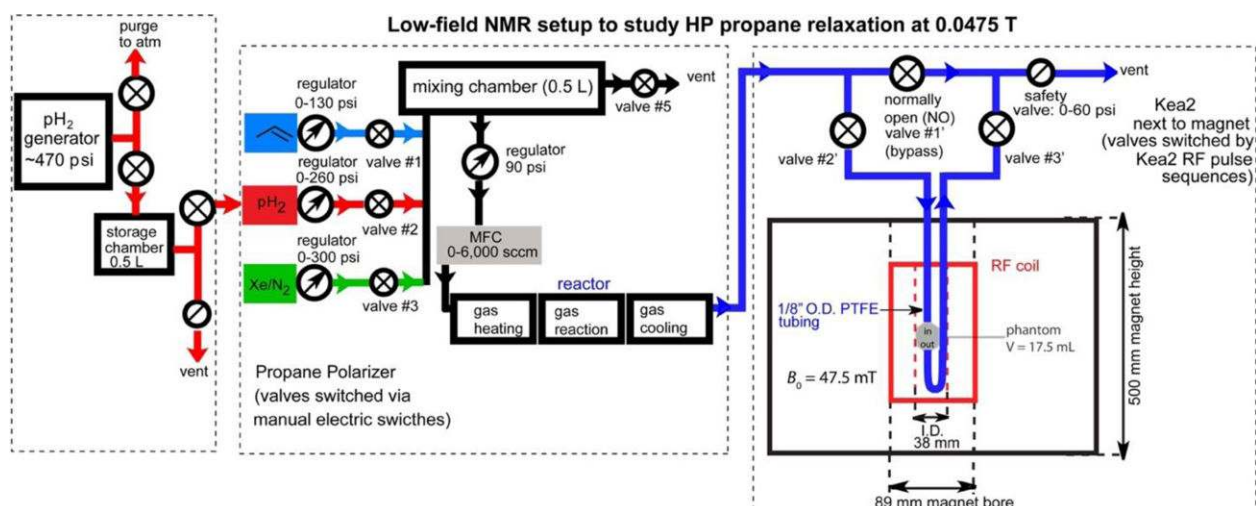 Low-field NMR setup to study HP propane relaxation at 0.0475 T
purge
to atm
pH2
generator
~470 psi
storage
chamber
0.5 L
vent
regulator
0-130 psi
valve #1
regulator
0-260 psi
pH2
valve #2
regulator
0-300 psi
Xe/N2
valve #3
mixing chamber (0.5 L)
valve #5
vent
regulator
90 psi
MFC
0-6,000 sccm
reactor
gas
heating
gas
reaction
gas
cooling
Propane Polarizer
(valves switched via
manual electric swicthes)
valve #2'
normally
open (NO)
valve #1'
(bypass)
safety
valve: 0-60 psi
vent
valve #3'
Kea2
next to magnet
(valves switched by
Kea2 RF pulse
sequences)
RF coil
1/8" O.D. PTFE
tubing
in
out
phantom
V = 17.5 mL
B0 = 47.5 mT
I.D.
38 mm
500 mm magnet height
89 mm magnet bore